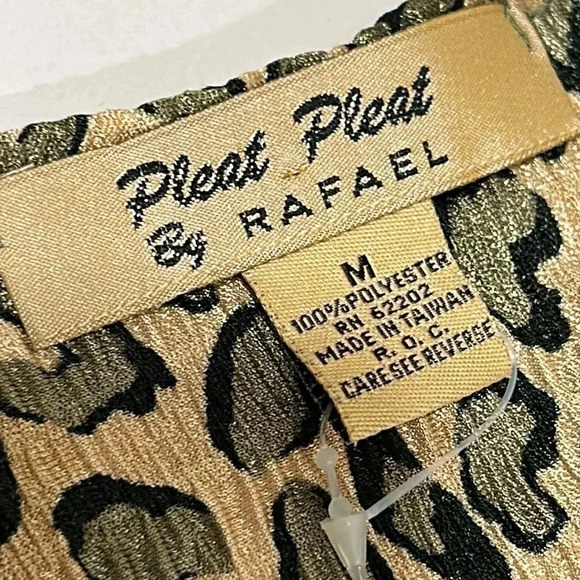 Pleat Pleat
By RAFAEL
M
100% POLYESTER
RN 62202
MADE IN TAIWAN
R. O. C.
CARE SEE REVERSE